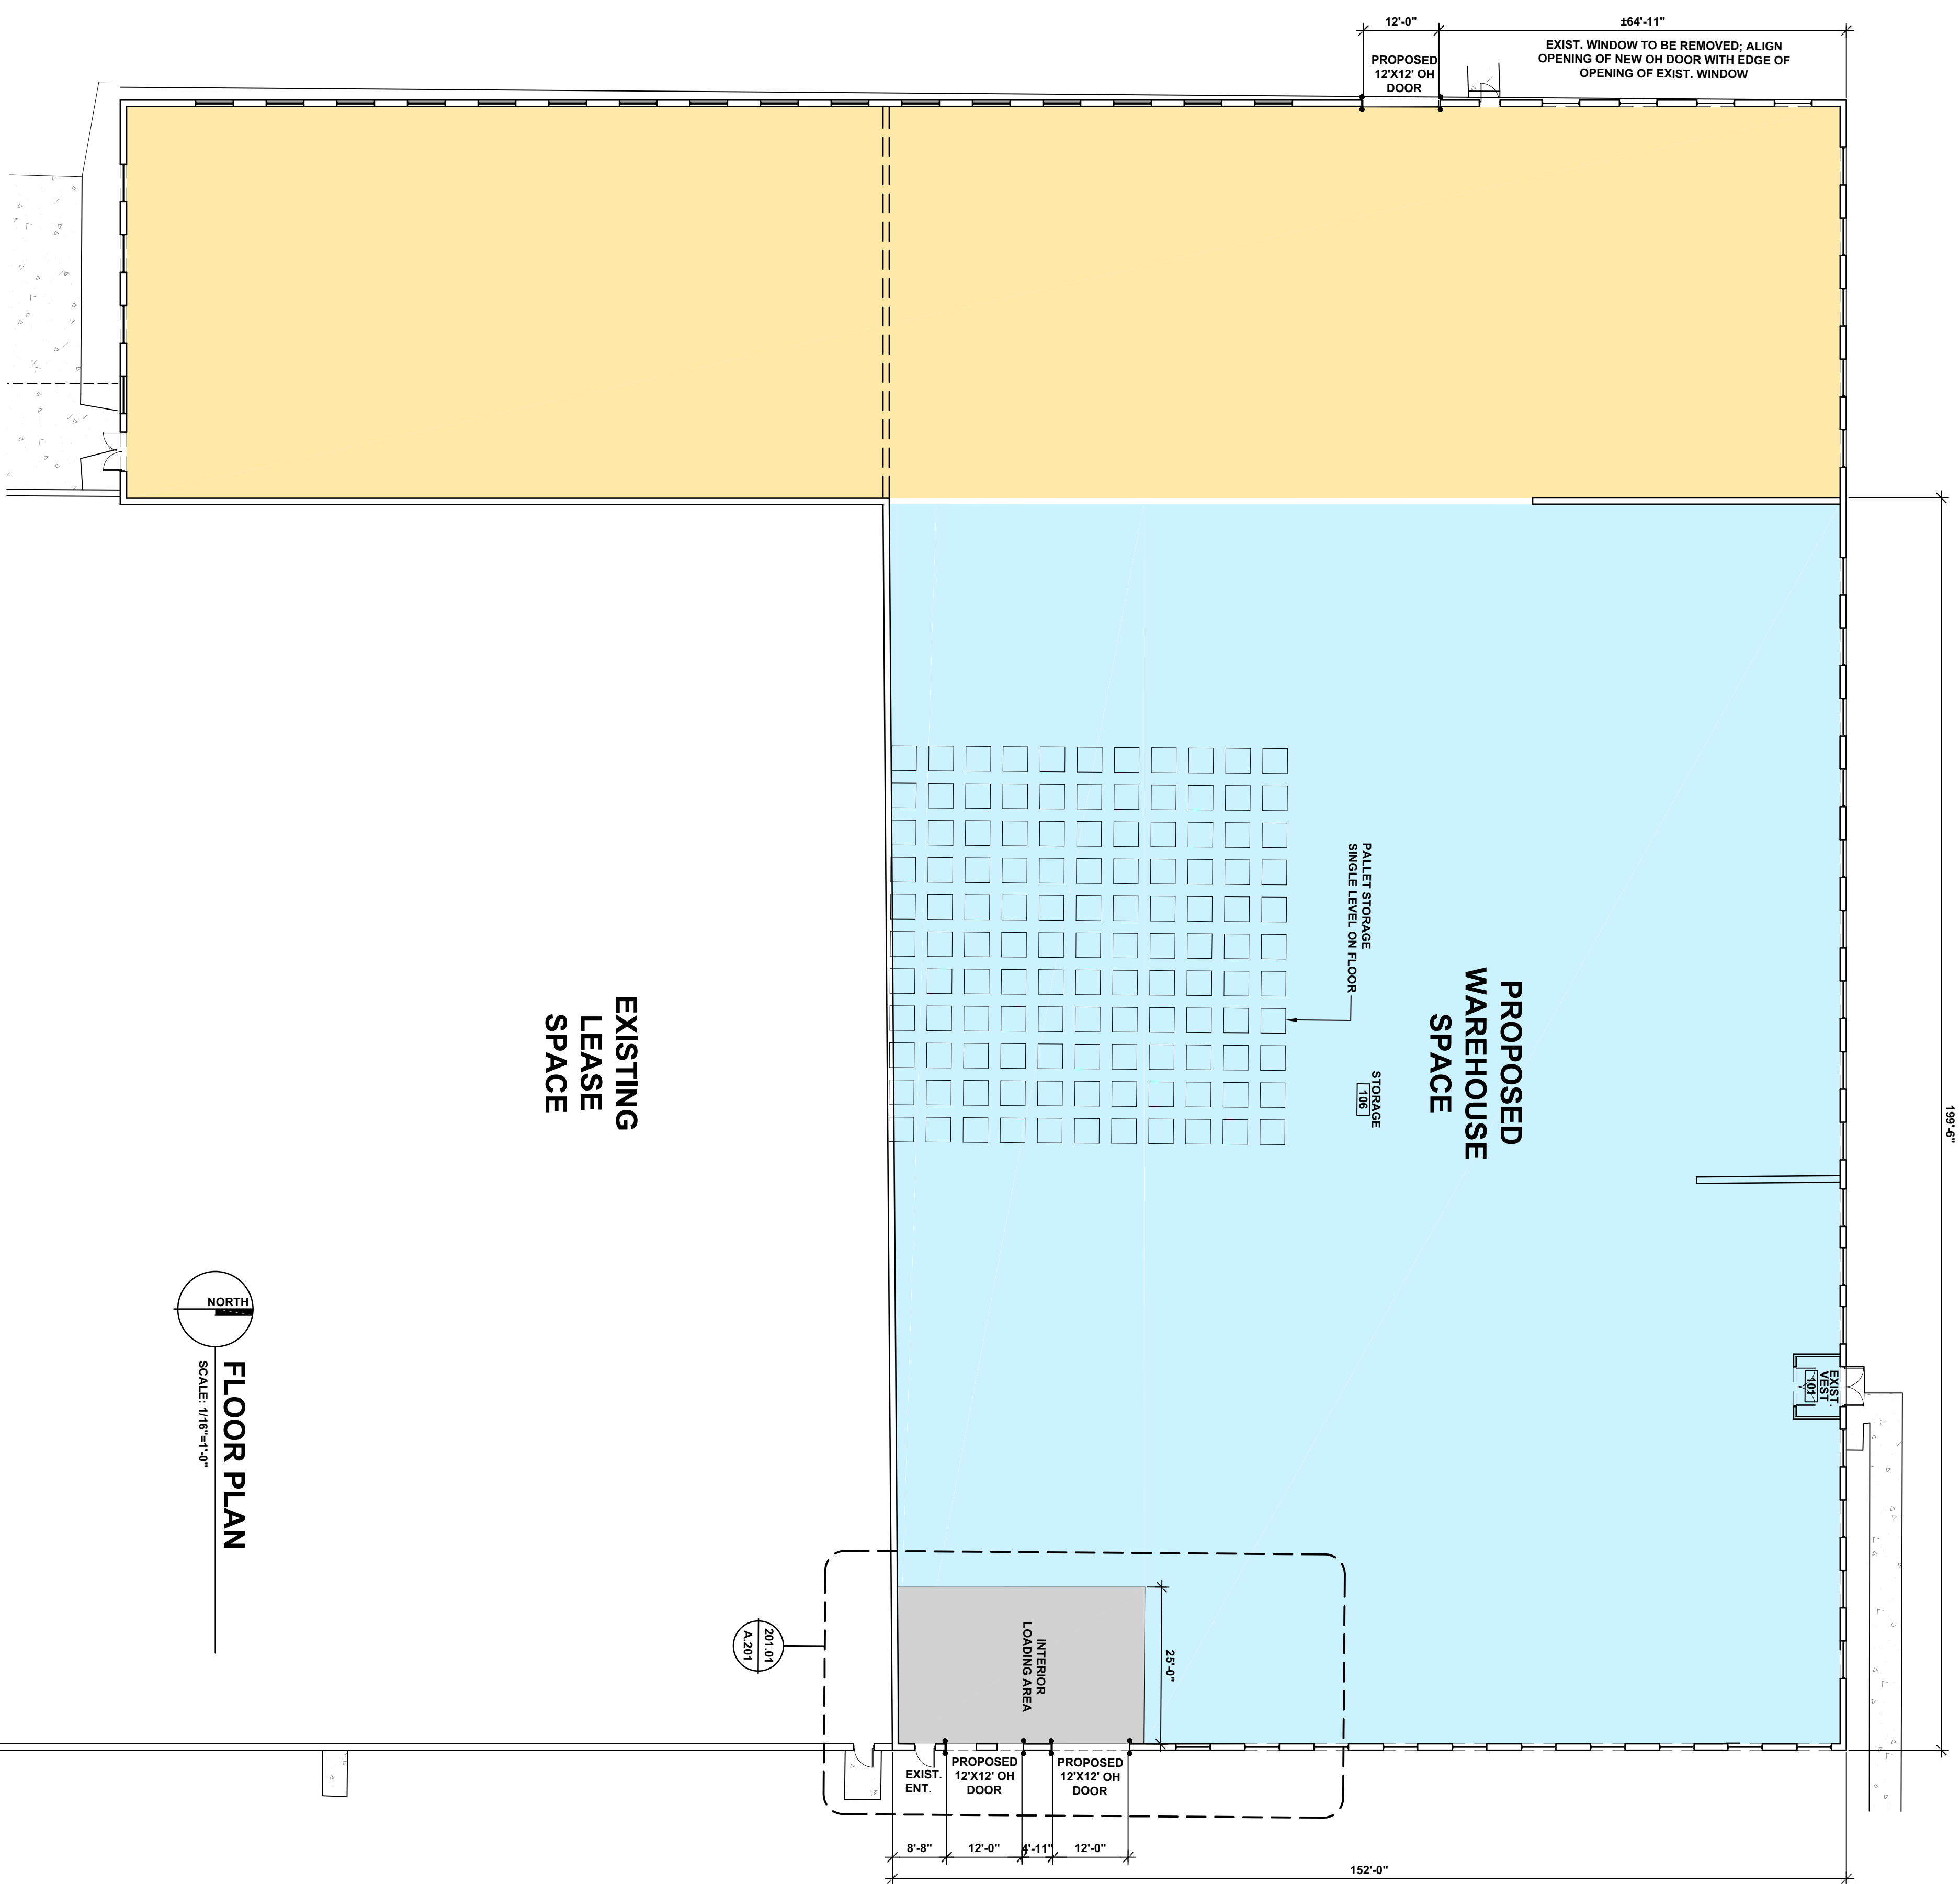 12'-0"
±64'-11"
EXIST. WINDOW TO BE REMOVED; ALIGN
OPENING OF NEW OH DOOR WITH EDGE OF
OPENING OF EXIST. WINDOW
PROPOSED
12'X12' OH
DOOR
199'-6"
PALLET STORAGE
SINGLE LEVEL ON FLOOR
PROPOSED
WAREHOUSE
SPACE
STORAGE
106
EXISTING
LEASE
SPACE
EXIST.
VEST
101
NORTH
FLOOR PLAN
SCALE: 1/16"=1'-0"
INTERIOR
LOADING AREA
25'-0"
201.01
A.201
EXIST.
ENT.
PROPOSED
12'X12' OH
DOOR
PROPOSED
12'X12' OH
DOOR
8'-8"
12'-0"
4'-11"
12'-0"
152'-0"